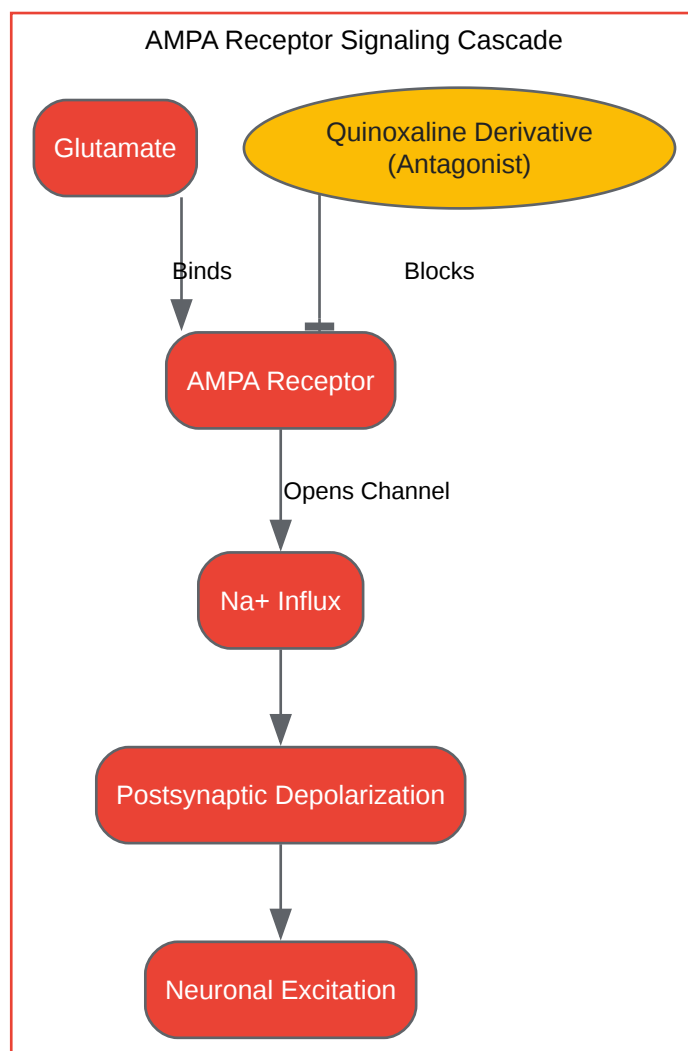 AMPA Receptor Signaling Cascade
Glutamate
Quinoxaline Derivative
(Antagonist)
Binds
Blocks
AMPA Receptor
Opens Channel
Na+ Influx
Postsynaptic Depolarization
Neuronal Excitation